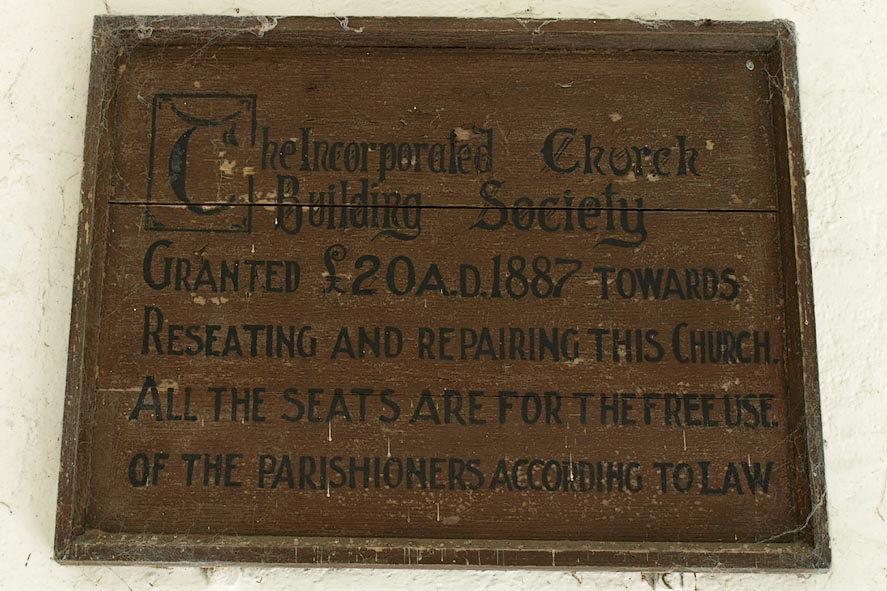 The Incorporated Church
Building Society
GRANTED £20 A.D. 1887 TOWARDS
RESEATING AND REPAIRING THIS CHURCH.
ALL THE SEATS ARE FOR THE FREE USE.
OF THE PARISHIONERS ACCORDING TO LAW